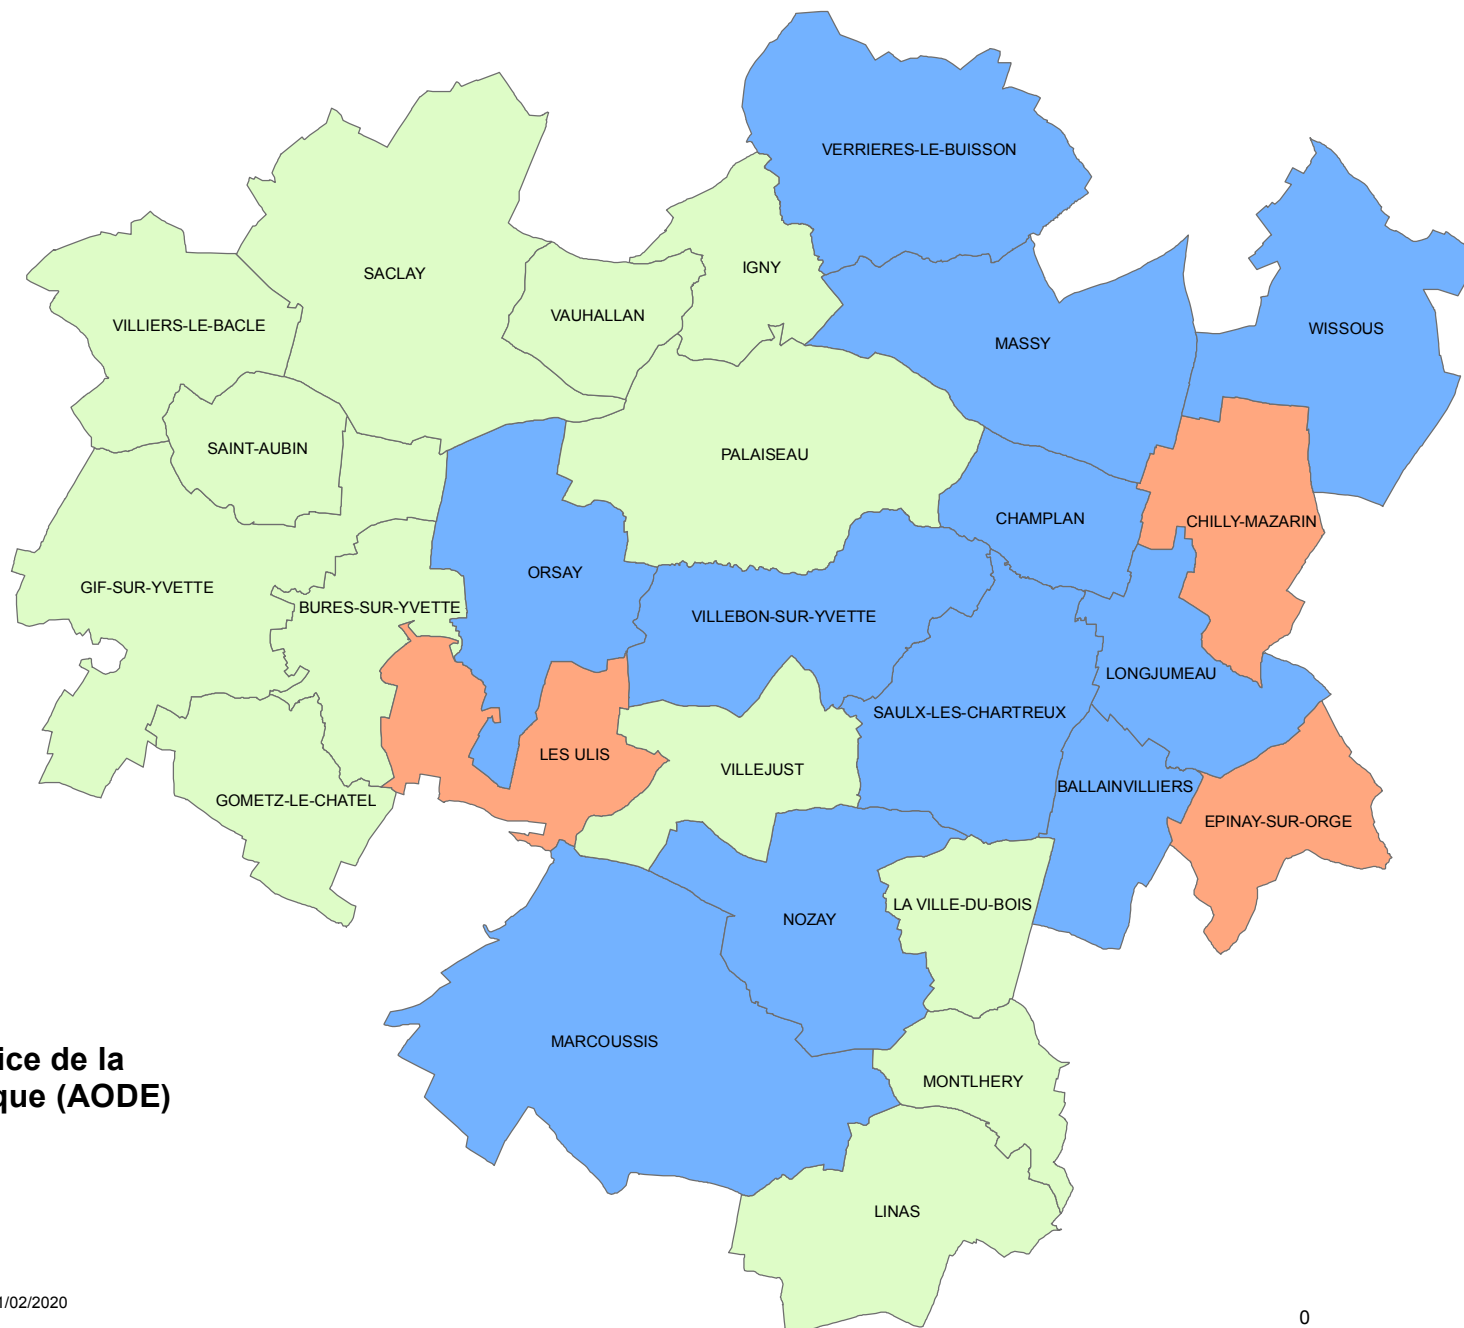 VERRIERES-LE-BUISSON
SACLAY
IGNY
VAUHALLAN
VILLIERS-LE-BACLE
WISSOUS
MASSY
SAINT-AUBIN
PALAISEAU
CHAMPLAN
CHILLY-MAZARIN
ORSAY
GIF-SUR-YVETTE
BURES-SUR-YVETTE
VILLEBON-SUR-YVETTE
LONGJUMEAU
SAULX-LES-CHARTREUX
LES ULIS
VILLEJUST
BALLAINVILLIERS
GOMETZ-LE-CHATEL
EPINAY-SUR-ORGE
LA VILLE-DU-BOIS
NOZAY
MARCOUSSIS
ice de la
que (AODE)
MONTLHERY
LINAS
1/02/2020
0